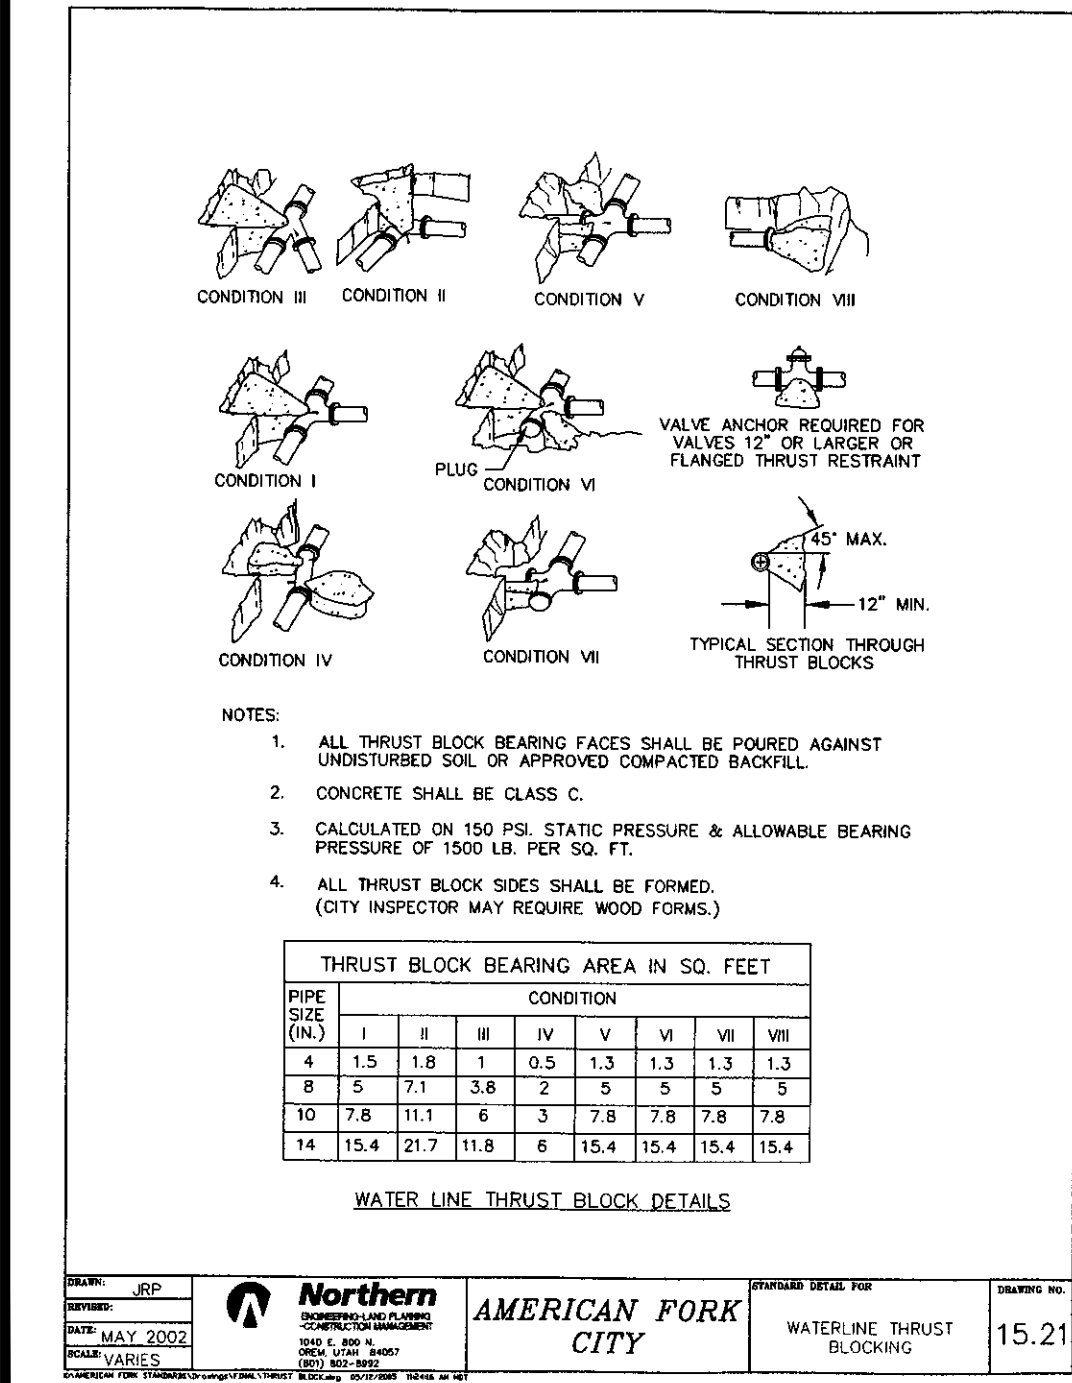 CONDITION III
CONDITION II
CONDITION V
CONDITION VIII
CONDITION I
PLUG
CONDITION VI
VALVE ANCHOR REQUIRED FOR
VALVES 12" OR LARGER OR
FLANGED THRUST RESTRAINT
CONDITION IV
CONDITION VII
45° MAX.
12" MIN.
TYPICAL SECTION THROUGH
THRUST BLOCKS
NOTES:
1. ALL THRUST BLOCK BEARING FACES SHALL BE POURED AGAINST
UNDISTURBED SOIL OR APPROVED COMPACTED BACKFILL.
2. CONCRETE SHALL BE CLASS C.
3. CALCULATED ON 150 PSI. STATIC PRESSURE & ALLOWABLE BEARING
PRESSURE OF 1500 LB. PER SQ. FT.
4. ALL THRUST BLOCK SIDES SHALL BE FORMED.
(CITY INSPECTOR MAY REQUIRE WOOD FORMS.)
THRUST BLOCK BEARING AREA IN SQ. FEET
PIPE SIZE (IN.) CONDITION
I II III IV V VI VII VIII
4 1.5 1.8 1 0.5 1.3 1.3 1.3 1.3
8 5 7.1 3.8 2 5 5 5 5
10 7.8 11.1 6 3 7.8 7.8 7.8 7.8
14 15.4 21.7 11.8 6 15.4 15.4 15.4 15.4
WATER LINE THRUST BLOCK DETAILS
DRAWN: JRP
REVISED:
DATE: MAY 2002
SCALE: VARIES
Northern
ENGINEERING-LAND PLANNING
-CONSTRUCTION MANAGEMENT
1040 E. 800 N.
OREM, UTAH 84057
(801) 802-8992
AMERICAN FORK
CITY
STANDARD DETAIL FOR
WATERLINE THRUST
BLOCKING
DRAWING NO.
15.21